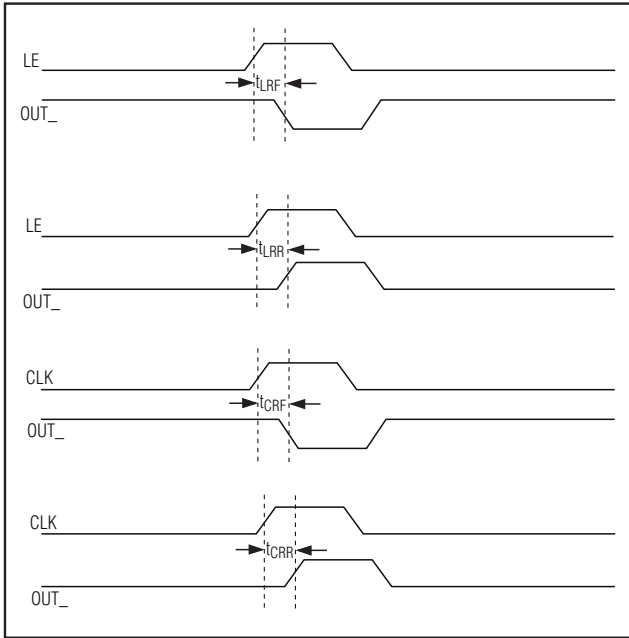 LE
tLRF
OUT_
LE
tLRR
OUT_
CLK
tCRF
OUT_
CLK
tCRR
OUT_